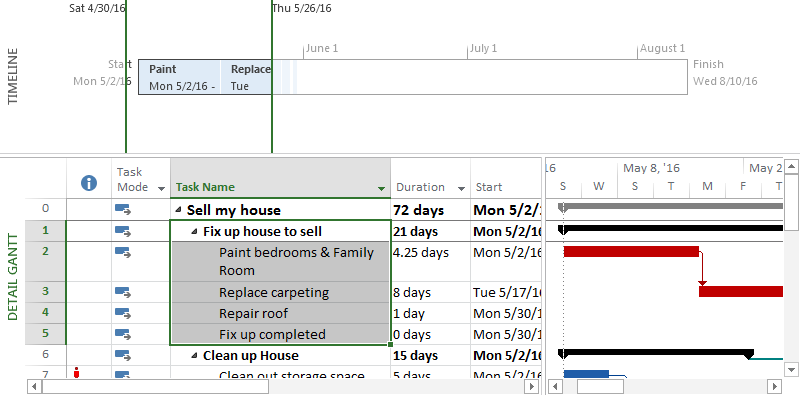 Sat 4/30/16 Thu 5/26/16
June 1 July 1 August 1
TIMELINE
Start
Mon 5/2/16
Paint Replace
Mon 5/2/16 - Tue
Finish
Wed 8/10/16
DETAIL GANTT
Task Mode Task Name Duration Start
16 May 8, '16 May 2
S W S T M F T
0 Sell my house 72 days Mon 5/2/1
1 Fix up house to sell 21 days Mon 5/2/16
2 Paint bedrooms & Family 4.25 days Mon 5/2/16
Room
3 Replace carpeting 8 days Tue 5/17/16
4 Repair roof 1 day Mon 5/30/1
5 Fix up completed 0 days Mon 5/30/1
6 Clean up House 15 days Mon 5/2/16
7 Clean out storage space 5 days Mon 5/2/16